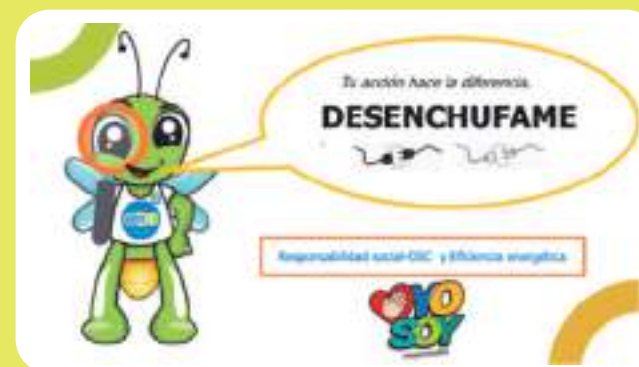 Tu acción hace la diferencia.
DESENCHUFAME
Responsabilidad social-OSC y Eficiencia energética
YO
SOY